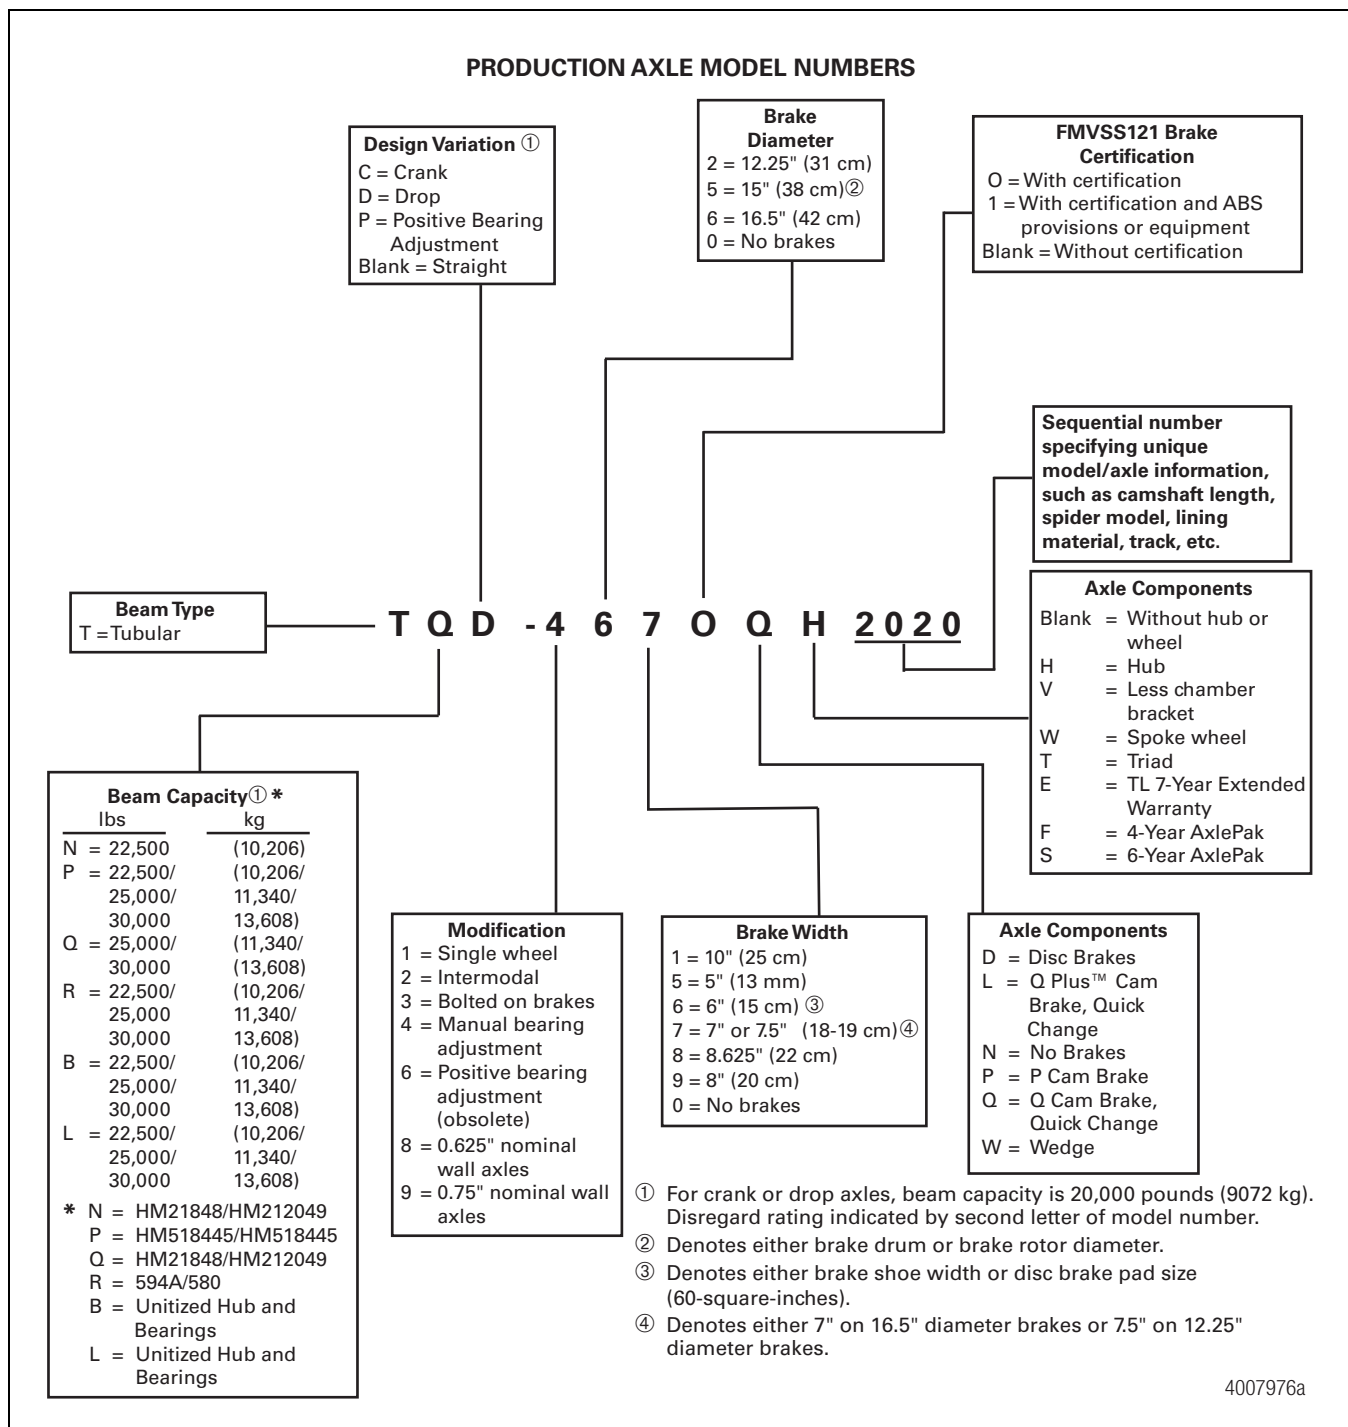 PRODUCTION AXLE MODEL NUMBERS
Design Variation ①
C = Crank
D = Drop
P = Positive Bearing
Adjustment
Blank = Straight
Brake
Diameter
2 = 12.25" (31 cm)
5 = 15" (38 cm)②
6 = 16.5" (42 cm)
0 = No brakes
FMVSS121 Brake
Certification
O = With certification
1 = With certification and ABS
provisions or equipment
Blank = Without certification
Sequential number
specifying unique
model/axle information,
such as camshaft length,
spider model, lining
material, track, etc.
Beam Type
T = Tubular
T Q D - 4 6 7 O Q H 2 0 2 0
Axle Components
Blank = Without hub or
wheel
H = Hub
V = Less chamber
bracket
W = Spoke wheel
T = Triad
E = TL 7-Year Extended
Warranty
F = 4-Year AxlePak
S = 6-Year AxlePak
Beam Capacity① *
lbs kg
N = 22,500 (10,206)
P = 22,500/ (10,206/
25,000/ 11,340/
30,000 13,608)
Q = 25,000/ (11,340/
30,000 (13,608)
R = 22,500/ (10,206/
25,000 11,340/
30,000 13,608)
B = 22,500/ (10,206/
25,000/ 11,340/
30,000 13,608)
L = 22,500/ (10,206/
25,000/ 11,340/
30,000 13,608)
* N = HM21848/HM212049
P = HM518445/HM518445
Q = HM21848/HM212049
R = 594A/580
B = Unitized Hub and
Bearings
L = Unitized Hub and
Bearings
Modification
1 = Single wheel
2 = Intermodal
3 = Bolted on brakes
4 = Manual bearing
adjustment
6 = Positive bearing
adjustment
(obsolete)
8 = 0.625" nominal
wall axles
9 = 0.75" nominal wall
axles
Brake Width
1 = 10" (25 cm)
5 = 5" (13 mm)
6 = 6" (15 cm) ③
7 = 7" or 7.5" (18-19 cm)④
8 = 8.625" (22 cm)
9 = 8" (20 cm)
0 = No brakes
Axle Components
D = Disc Brakes
L = Q Plus™ Cam
Brake, Quick
Change
N = No Brakes
P = P Cam Brake
Q = Q Cam Brake,
Quick Change
W = Wedge
① For crank or drop axles, beam capacity is 20,000 pounds (9072 kg).
Disregard rating indicated by second letter of model number.
② Denotes either brake drum or brake rotor diameter.
③ Denotes either brake shoe width or disc brake pad size
(60-square-inches).
④ Denotes either 7" on 16.5" diameter brakes or 7.5" on 12.25"
diameter brakes.
4007976a